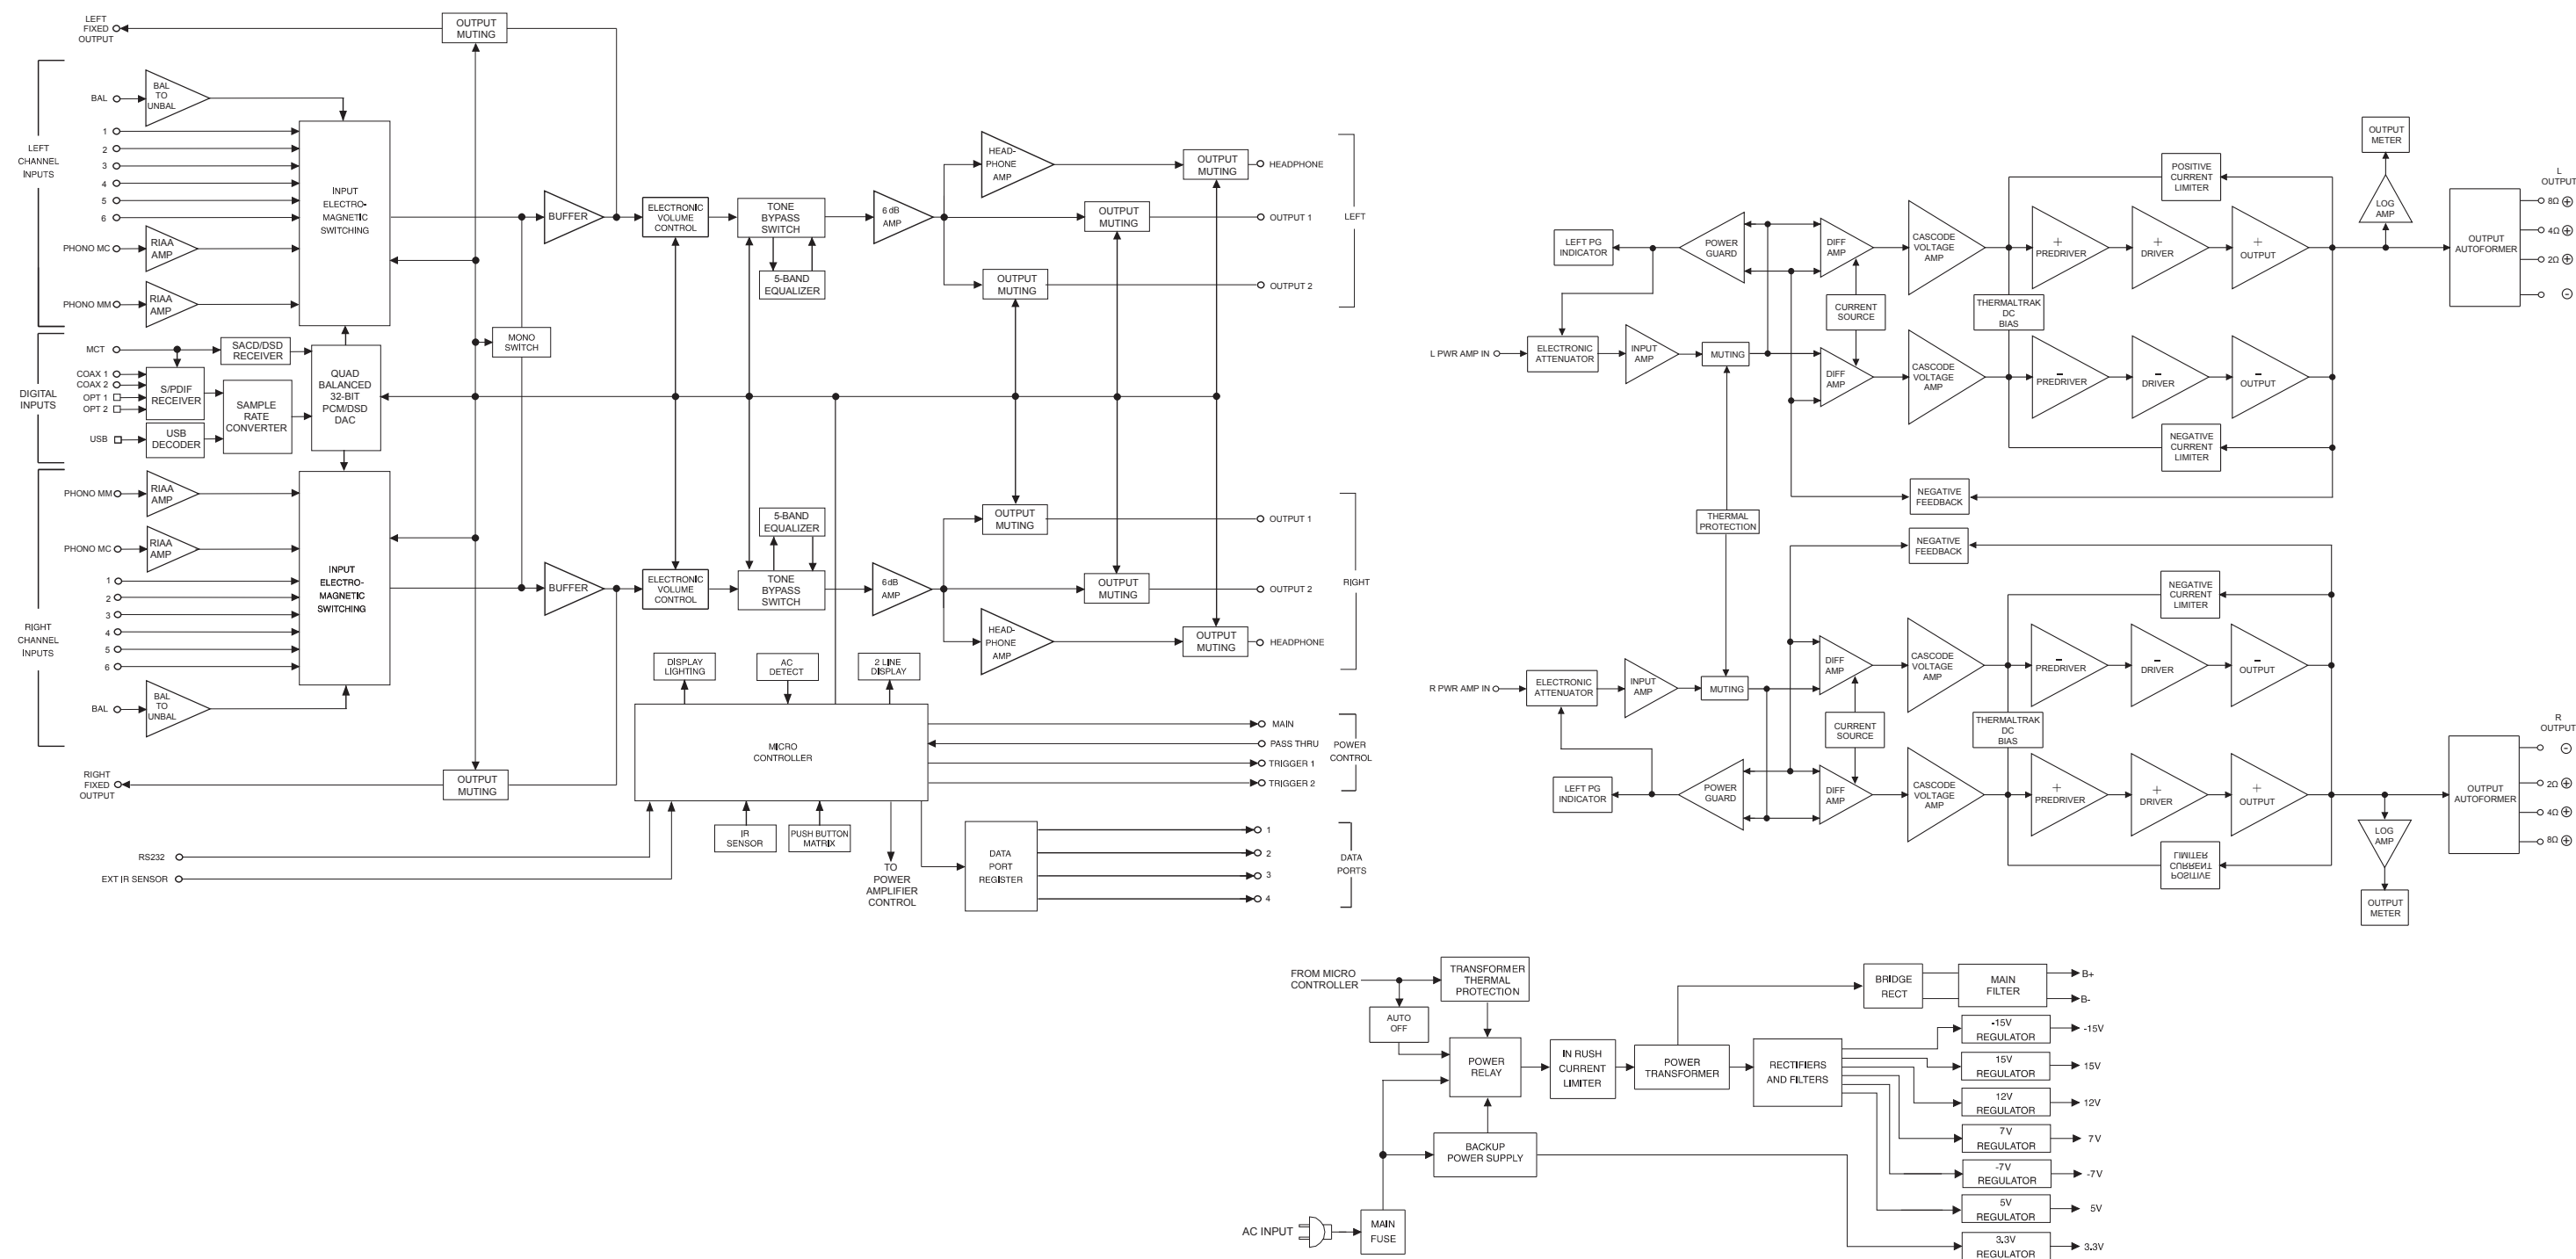 LEFT
FIXED
OUTPUT
OUTPUT
MUTING
LEFT
CHANNEL
INPUTS
BAL
BAL
TO
UNBAL
1
2
3
4
5
6
PHONO MC
RIAA
AMP
PHONO MM
RIAA
AMP
INPUT
ELECTRO-
MAGNETIC
SWITCHING
DIGITAL
INPUTS
MCT
SACD/DSD
RECEIVER
COAX 1
COAX 2
OPT 1
OPT 2
S/PDIF
RECEIVER
USB
USB
DECODER
SAMPLE
RATE
CONVERTER
QUAD
BALANCED
32-BIT
PCM/DSD
DAC
MONO
SWITCH
RIGHT
CHANNEL
INPUTS
PHONO MM
RIAA
AMP
PHONO MC
RIAA
AMP
1
2
3
4
5
6
BAL
BAL
TO
UNBAL
INPUT
ELECTRO-
MAGNETIC
SWITCHING
RIGHT
FIXED
OUTPUT
OUTPUT
MUTING
BUFFER
ELECTRONIC
VOLUME
CONTROL
TONE
BYPASS
SWITCH
5-BAND
EQUALIZER
6 dB
AMP
HEAD-
PHONE
AMP
OUTPUT
MUTING
HEADPHONE
OUTPUT
MUTING
OUTPUT 1
OUTPUT
MUTING
OUTPUT 2
LEFT
BUFFER
ELECTRONIC
VOLUME
CONTROL
5-BAND
EQUALIZER
TONE
BYPASS
SWITCH
6dB
AMP
OUTPUT
MUTING
OUTPUT 1
OUTPUT
MUTING
OUTPUT 2
HEAD-
PHONE
AMP
OUTPUT
MUTING
HEADPHONE
RIGHT
DISPLAY
LIGHTING
AC
DETECT
2 LINE
DISPLAY
MICRO
CONTROLLER
MAIN
PASS THRU
TRIGGER 1
TRIGGER 2
POWER
CONTROL
IR
SENSOR
PUSH BUTTON
MATRIX
RS232
EXT IR SENSOR
TO
POWER
AMPLIFIER
CONTROL
DATA
PORT
REGISTER
1
2
3
4
DATA
PORTS
L PWR AMP IN
ELECTRONIC
ATTENUATOR
LEFT PG
INDICATOR
INPUT
AMP
MUTING
POWER
GUARD
DIFF
AMP
CURRENT
SOURCE
DIFF
AMP
CASCODE
VOLTAGE
AMP
CASCODE
VOLTAGE
AMP
POSITIVE
CURRENT
LIMITER
+
PREDRIVER
+
DRIVER
+
OUTPUT
THERMALTRAK
DC
BIAS
-
PREDRIVER
-
DRIVER
-
OUTPUT
NEGATIVE
CURRENT
LIMITER
NEGATIVE
FEEDBACK
OUTPUT
METER
LOG
AMP
OUTPUT
AUTOFORMER
L
OUTPUT
8Ω +
4Ω +
2Ω +
-
THERMAL
PROTECTION
NEGATIVE
FEEDBACK
NEGATIVE
CURRENT
LIMITER
R PWR AMP IN
ELECTRONIC
ATTENUATOR
INPUT
AMP
MUTING
LEFT PG
INDICATOR
POWER
GUARD
DIFF
AMP
CURRENT
SOURCE
DIFF
AMP
CASCODE
VOLTAGE
AMP
CASCODE
VOLTAGE
AMP
-
PREDRIVER
-
DRIVER
-
OUTPUT
THERMALTRAK
DC
BIAS
+
PREDRIVER
+
DRIVER
+
OUTPUT
POSITIVE
CURRENT
LIMITER
LOG
AMP
OUTPUT
METER
OUTPUT
AUTOFORMER
R
OUTPUT
-
2Ω +
4Ω +
8Ω +
FROM MICRO
CONTROLLER
TRANSFORMER
THERMAL
PROTECTION
AUTO
OFF
POWER
RELAY
IN RUSH
CURRENT
LIMITER
POWER
TRANSFORMER
RECTIFIERS
AND FILTERS
BRIDGE
RECT
MAIN
FILTER
B+
B-
-15V
REGULATOR
-15V
15V
REGULATOR
15V
12V
REGULATOR
12V
7V
REGULATOR
7V
-7V
REGULATOR
-7V
5V
REGULATOR
5V
3.3V
REGULATOR
3.3V
BACKUP
POWER SUPPLY
AC INPUT
MAIN
FUSE